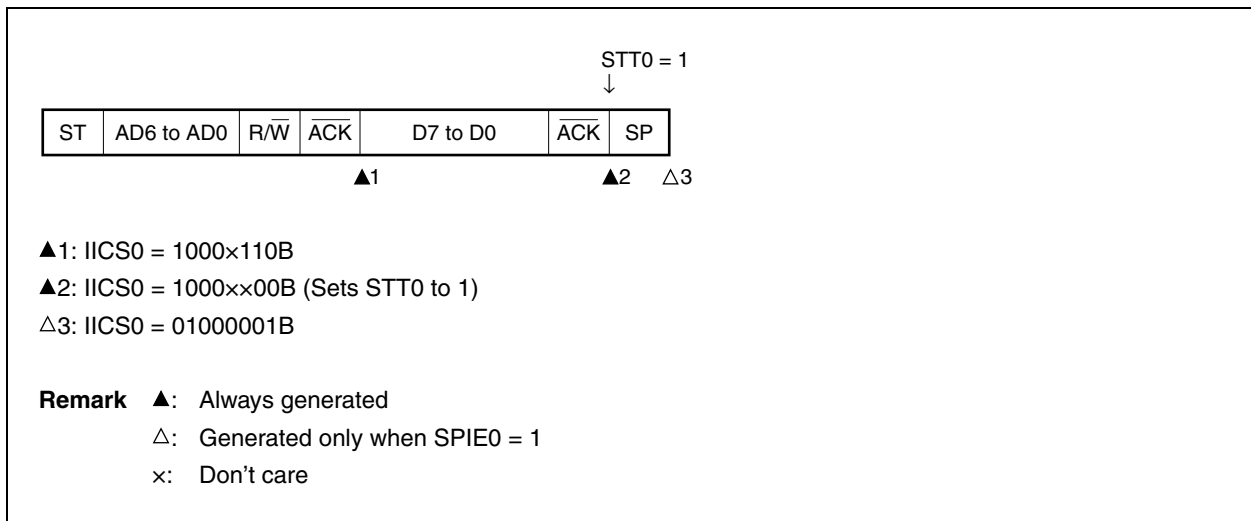 STT0 = 1
↓
ST AD6 to AD0 R/W̅ A̅C̅K̅ D7 to D0 A̅C̅K̅ SP
▲1 ▲2 △3
▲1: IICS0 = 1000×110B
▲2: IICS0 = 1000××00B (Sets STT0 to 1)
△3: IICS0 = 01000001B
Remark ▲: Always generated
△: Generated only when SPIE0 = 1
×: Don't care